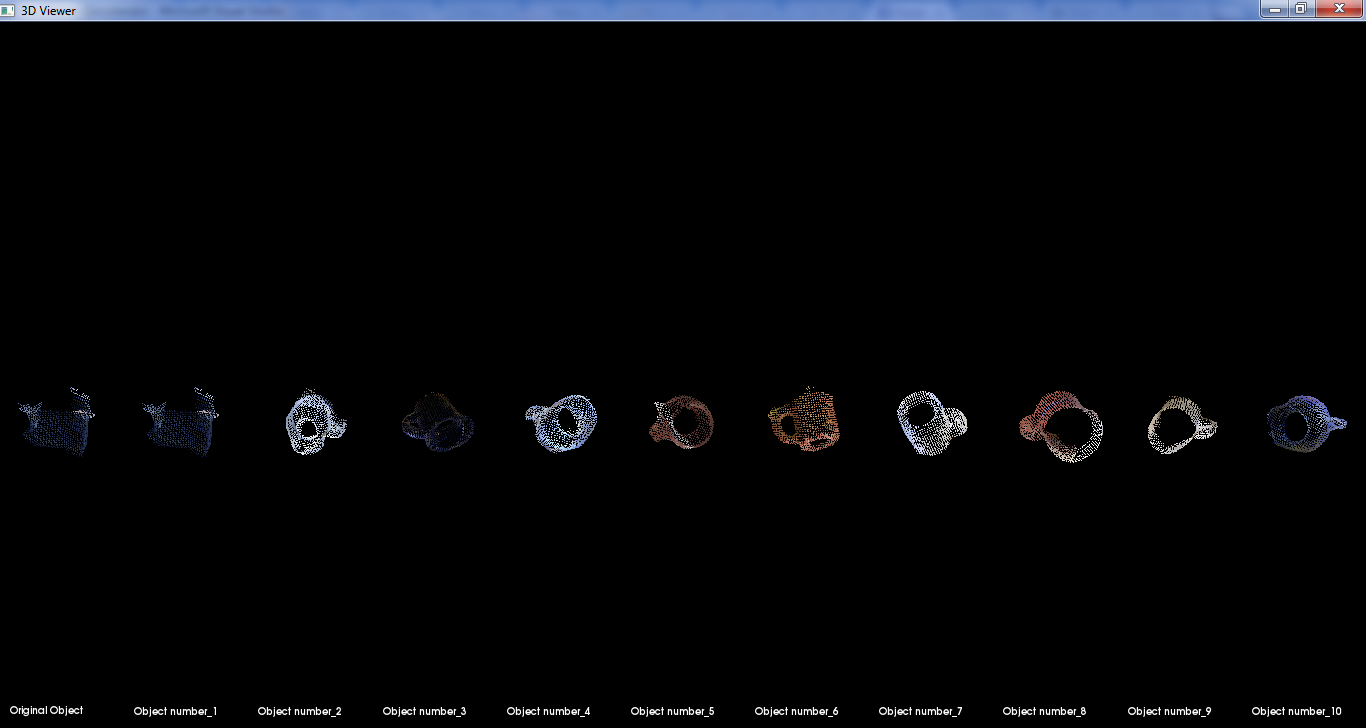 3D Viewer
Original Object
Object number_1
Object number_2
Object number_3
Object number_4
Object number_5
Object number_6
Object number_7
Object number_8
Object number_9
Object number_10